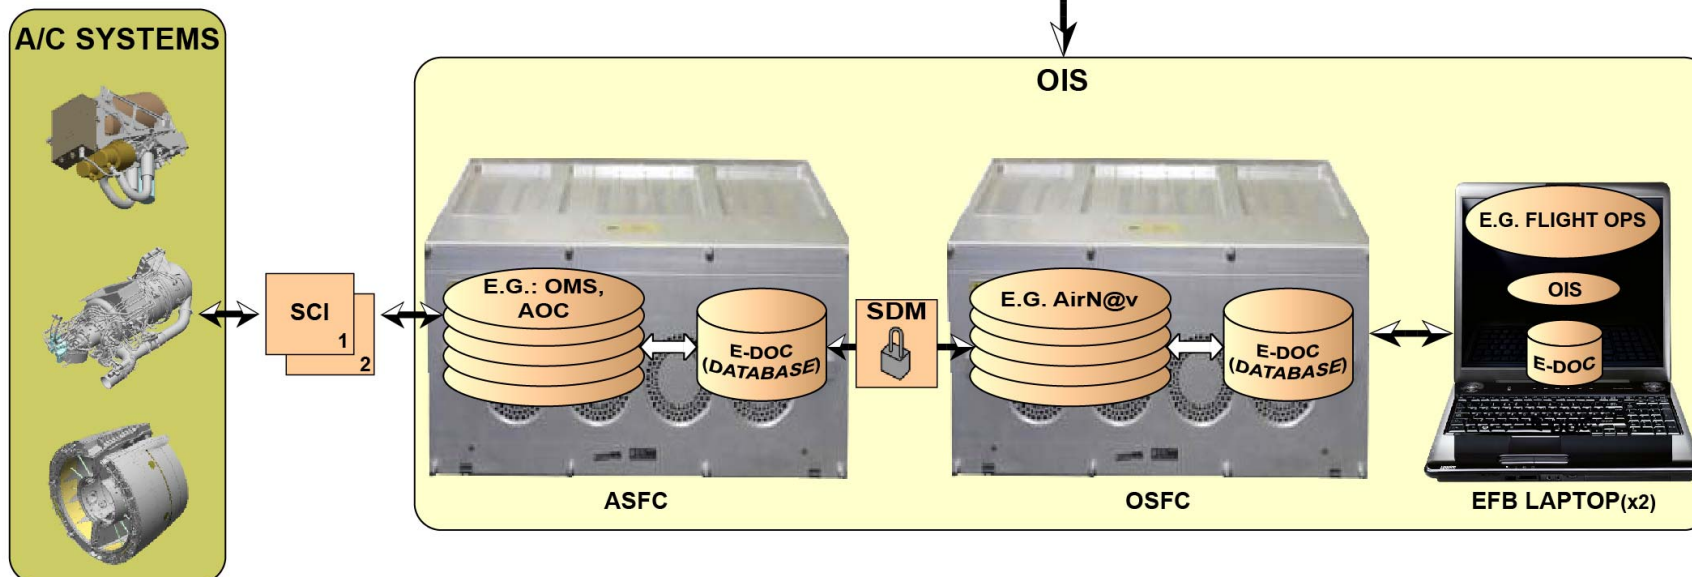 A/C SYSTEMS
OIS
SCI
1
2
E.G.: OMS,
AOC
E-DOC
(DATABASE)
SDM
E.G. AirN@v
E-DOC
(DATABASE)
E.G. FLIGHT OPS
OIS
E-DOC
ASFC
OSFC
EFB LAPTOP(x2)